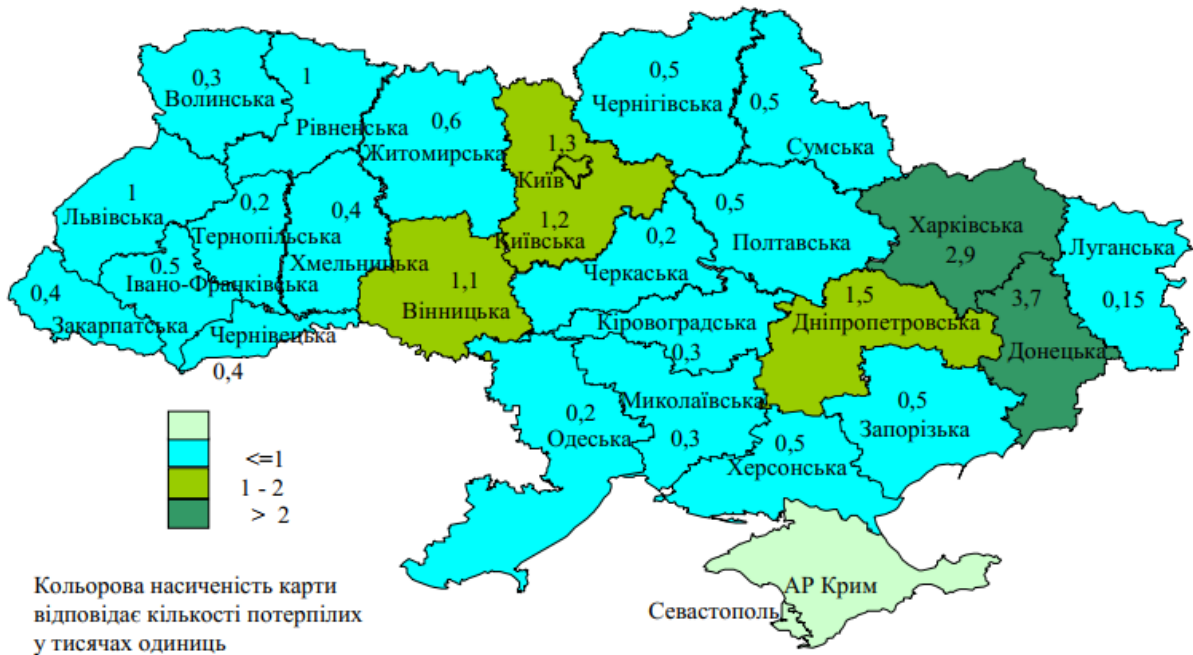 0,3
Волинська
1
Рівненська
0,6
Житомирська
1,3
Київ
1,2
Київська
0,5
Чернігівська
0,5
Сумська
1
Львівська
0,2
Тернопільська
0,4
Хмельницька
0.5
Івано-Франківська
0,4
Закарпатська
Чернівецька
0,4
1,1
Вінницька
0,2
Черкаська
0,5
Полтавська
Харківська
2,9
Луганська
0,15
3,7
Донецька
1,5
Дніпропетровська
Кіровоградська
0,3
0,2
Одеська
Миколаївська
0,3
0,5
Херсонська
0,5
Запорізька
АР Крим
Севастополь
<=1
1 - 2
> 2
Кольорова насиченість карти
відповідає кількості потерпілих
у тисячах одиниць